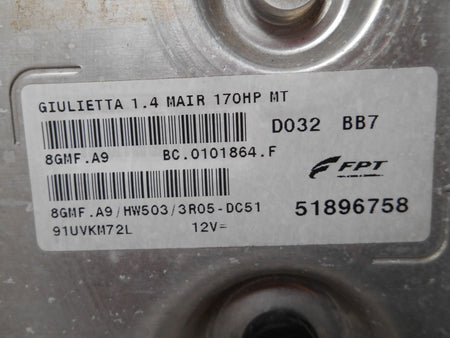 GIULIETTA 1.4 MAIR 170HP MT
D032 BB7
8GMF.A9 BC.0101864.F
FPT
8GMF.A9/HW503/3R05-DC51
51896758
91UVKM72L 12V=